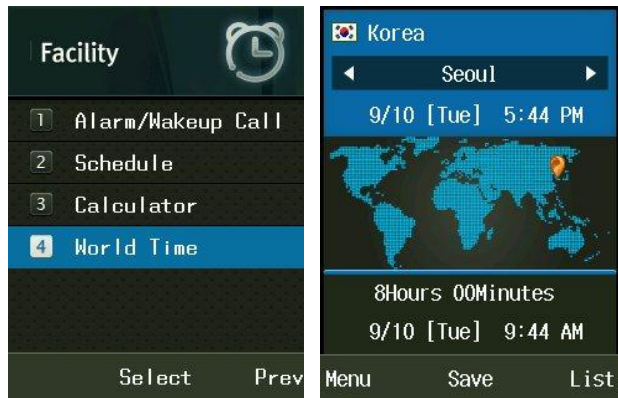 Facility
1 Alarm/Wakeup Call
2 Schedule
3 Calculator
4 World Time
Select Prev
Korea
Seoul
9/10 [Tue] 5:44 PM
8Hours 00Minutes
9/10 [Tue] 9:44 AM
Menu Save List